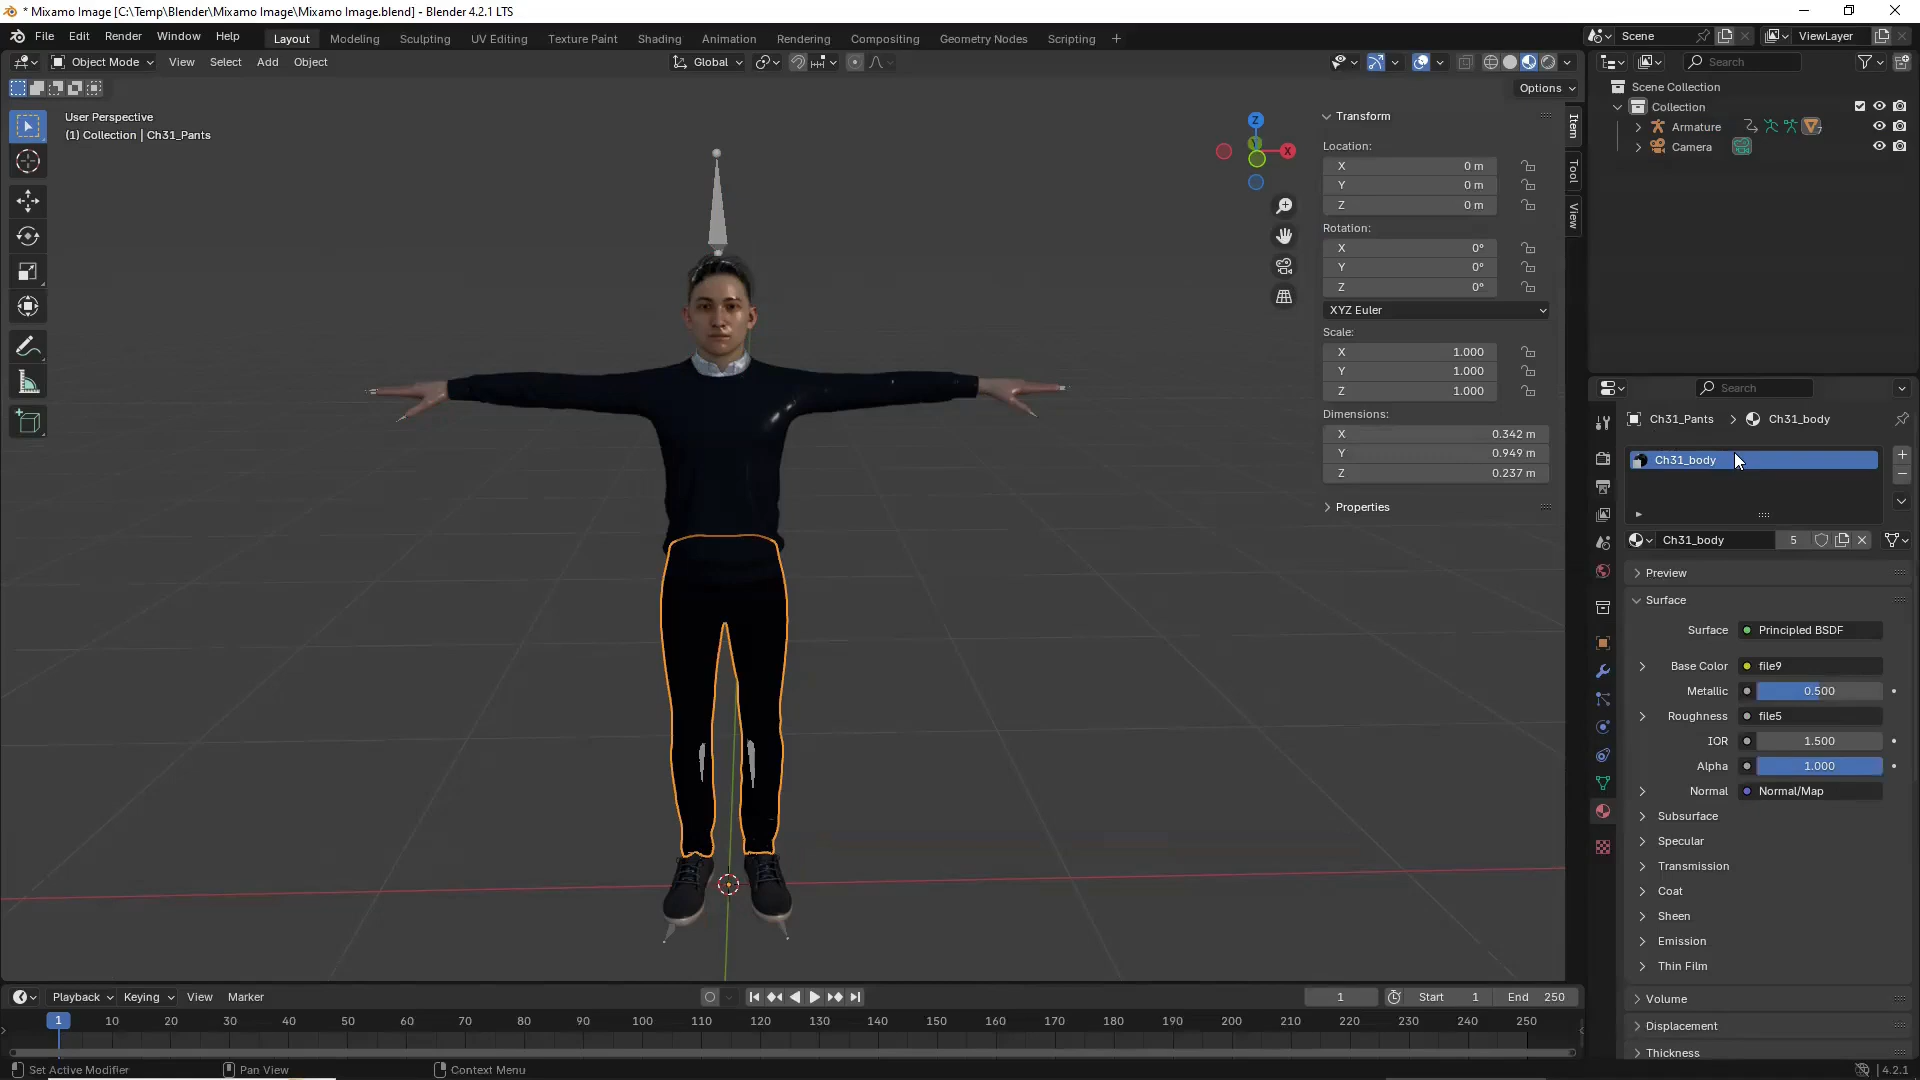 * Mixamo Image [C:\Temp\Blender\Mixamo Image\Mixamo Image.blend] - Blender 4.2.1 LTS
File Edit Render Window Help Layout Modeling Sculpting UV Editing Texture Paint Shading Animation Rendering Compositing Geometry Nodes Scripting + Scene ViewLayer
Object Mode View Select Add Object Global Search
Options
User Perspective
(1) Collection | Ch31_Pants
Z
X
Transform
Location:
X 0 m
Y 0 m
Z 0 m
Rotation:
X 0°
Y 0°
Z 0°
XYZ Euler
Scale:
X 1.000
Y 1.000
Z 1.000
Dimensions:
X 0.342 m
Y 0.949 m
Z 0.237 m
Properties
Item
Tool
View
Scene Collection
Collection
Armature 7
Camera
Search
Ch31_Pants > Ch31_body
Ch31_body
Ch31_body 5
Preview
Surface
Surface Principled BSDF
Base Color file9
Metallic 0.500
Roughness file5
IOR 1.500
Alpha 1.000
Normal Normal/Map
Subsurface
Specular
Transmission
Coat
Sheen
Emission
Thin Film
Volume
Displacement
Thickness
Playback Keying View Marker 1 Start 1 End 250
1 10 20 30 40 50 60 70 80 90 100 110 120 130 140 150 160 170 180 190 200 210 220 230 240 250
Set Active Modifier Pan View Context Menu 4.2.1